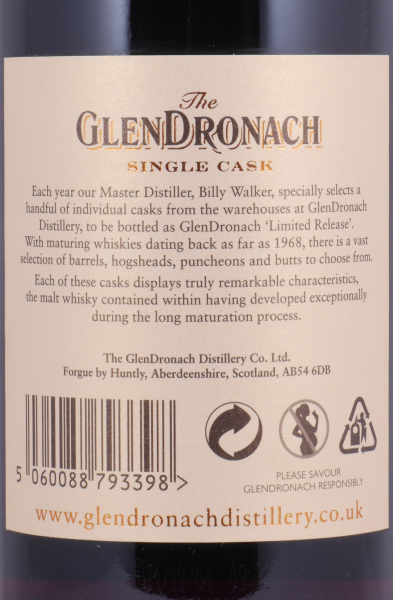 The
GLENDRONACH
SINGLE CASK
Each year our Master Distiller, Billy Walker, specially selects a
handful of individual casks from the warehouses at GlenDronach
Distillery, to be bottled as GlenDronach ‘Limited Release’.
With maturing whiskies dating back as far as 1968, there is a vast
selection of barrels, hogsheads, puncheons and butts to choose from.
Each of these casks displays truly remarkable characteristics,
the malt whisky contained within having developed exceptionally
during the long maturation process.
The GlenDronach Distillery Co. Ltd.
Forgue by Huntly, Aberdeenshire, Scotland, AB54 6DB
5 060088 793398 >
PLEASE SAVOUR
GLENDRONACH RESPONSIBLY
www.glendronachdistillery.co.uk